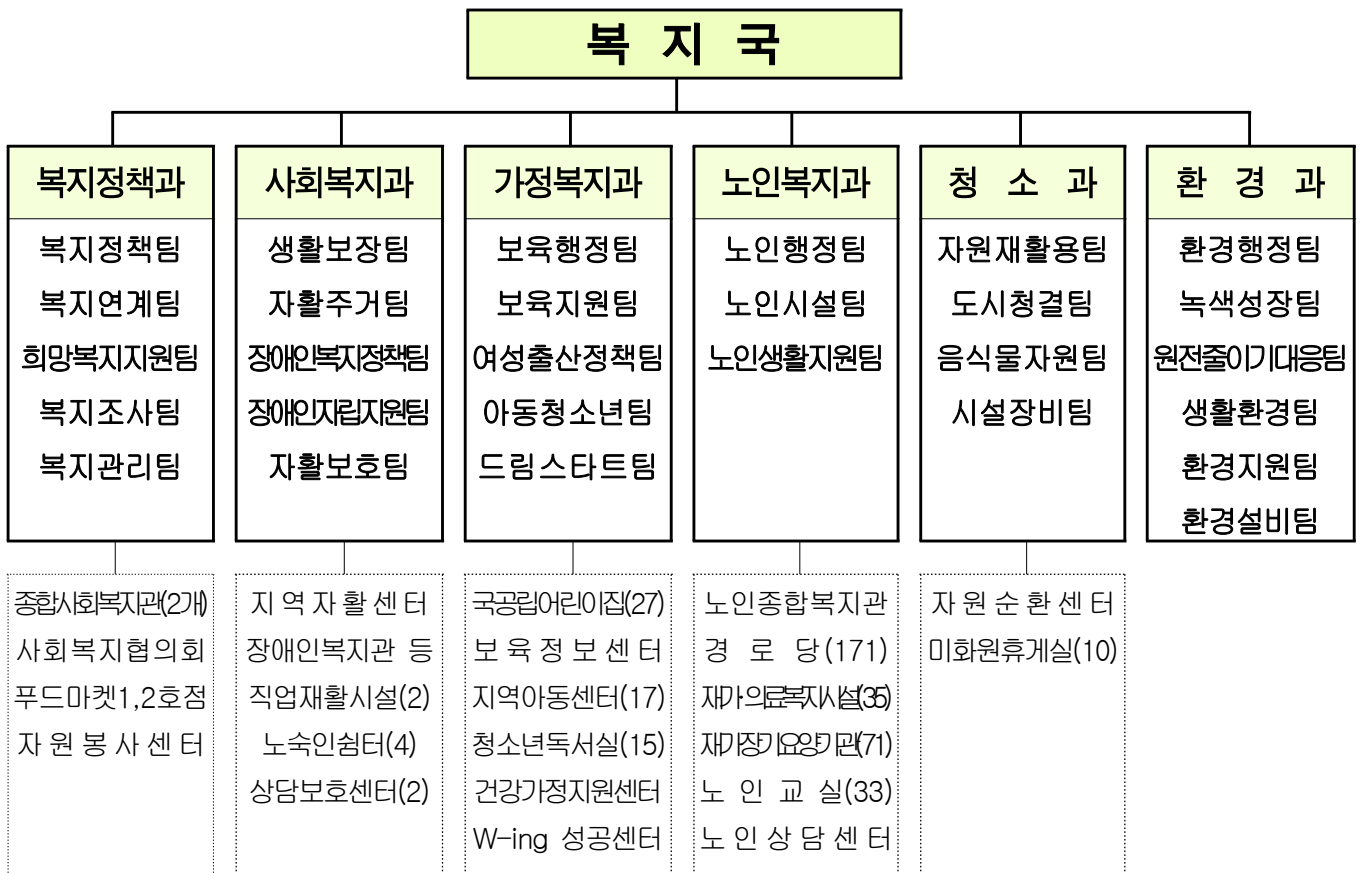 복 지 국
복지정책과
복지정책팀
복지연계팀
희망복지지원팀
복지조사팀
복지관리팀
사회복지과
생활보장팀
자활주거팀
장애인복지정책팀
장애인자립지원팀
자활보호팀
가정복지과
보육행정팀
보육지원팀
여성출산정책팀
아동청소년팀
드림스타트팀
노인복지과
노인행정팀
노인시설팀
노인생활지원팀
청 소 과
자원재활용팀
도시청결팀
음식물자원팀
시설장비팀
환 경 과
환경행정팀
녹색성장팀
원전줄이기대응팀
생활환경팀
환경지원팀
환경설비팀
종합사회복지관(2개)
사회복지협의회
푸드마켓1,2호점
자원봉사센터
지역자활센터
장애인복지관 등
직업재활시설(2)
노숙인쉼터(4)
상담보호센터(2)
국공립어린이집(27)
보육정보센터
지역아동센터(17)
청소년독서실(15)
건강가정지원센터
W-ing 성공센터
노인종합복지관
경 로 당(171)
재가·의료복지시설(35)
재가장기요양기관(71)
노 인 교 실(33)
노인상담센터
자원순환센터
미화원휴게실(10)